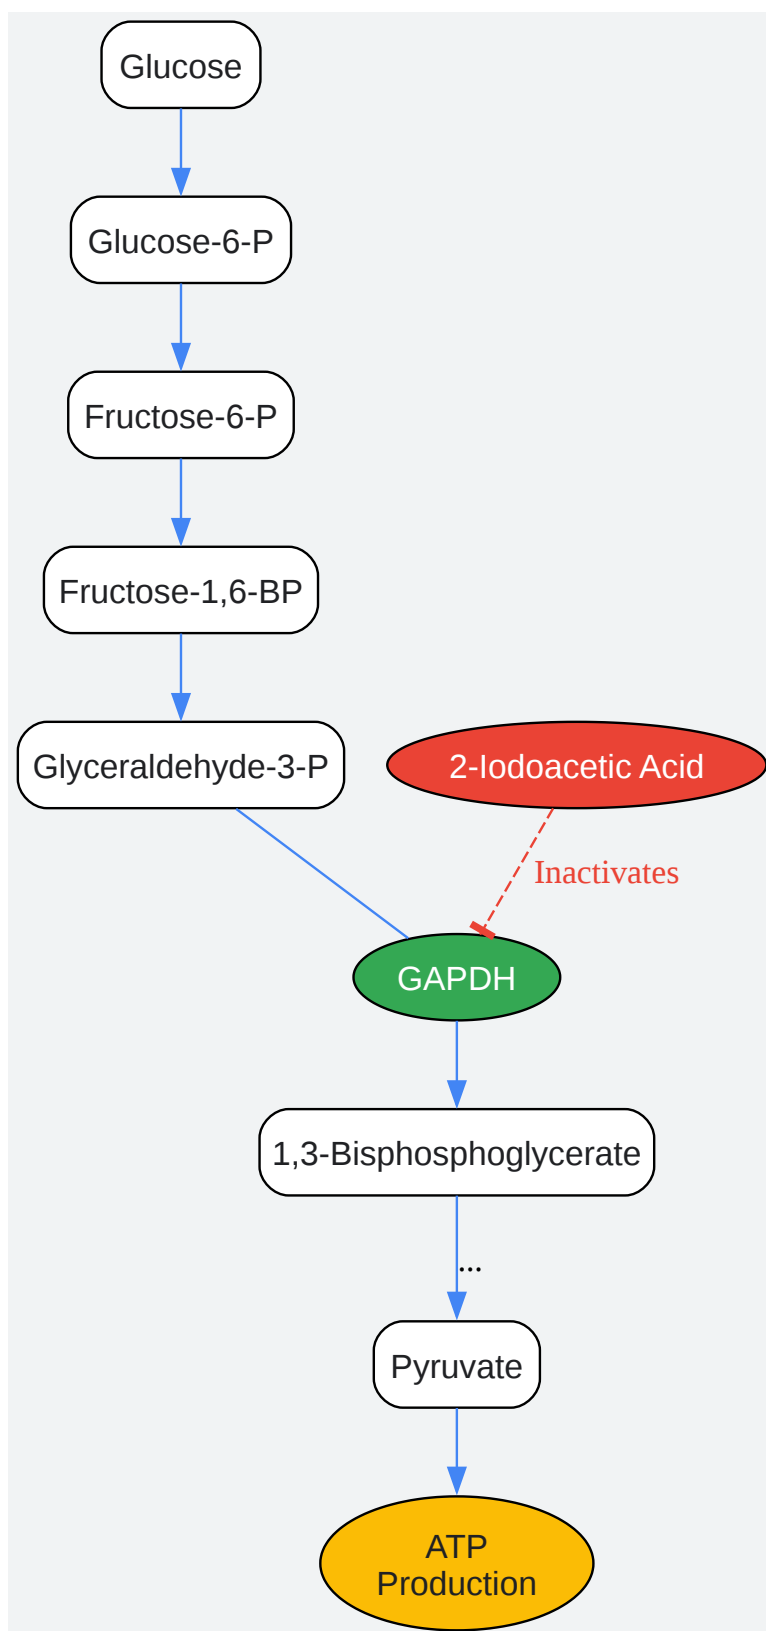 Glucose
Glucose-6-P
Fructose-6-P
Fructose-1,6-BP
Glyceraldehyde-3-P
2-Iodoacetic Acid
Inactivates
GAPDH
1,3-Bisphosphoglycerate
...
Pyruvate
ATP
Production